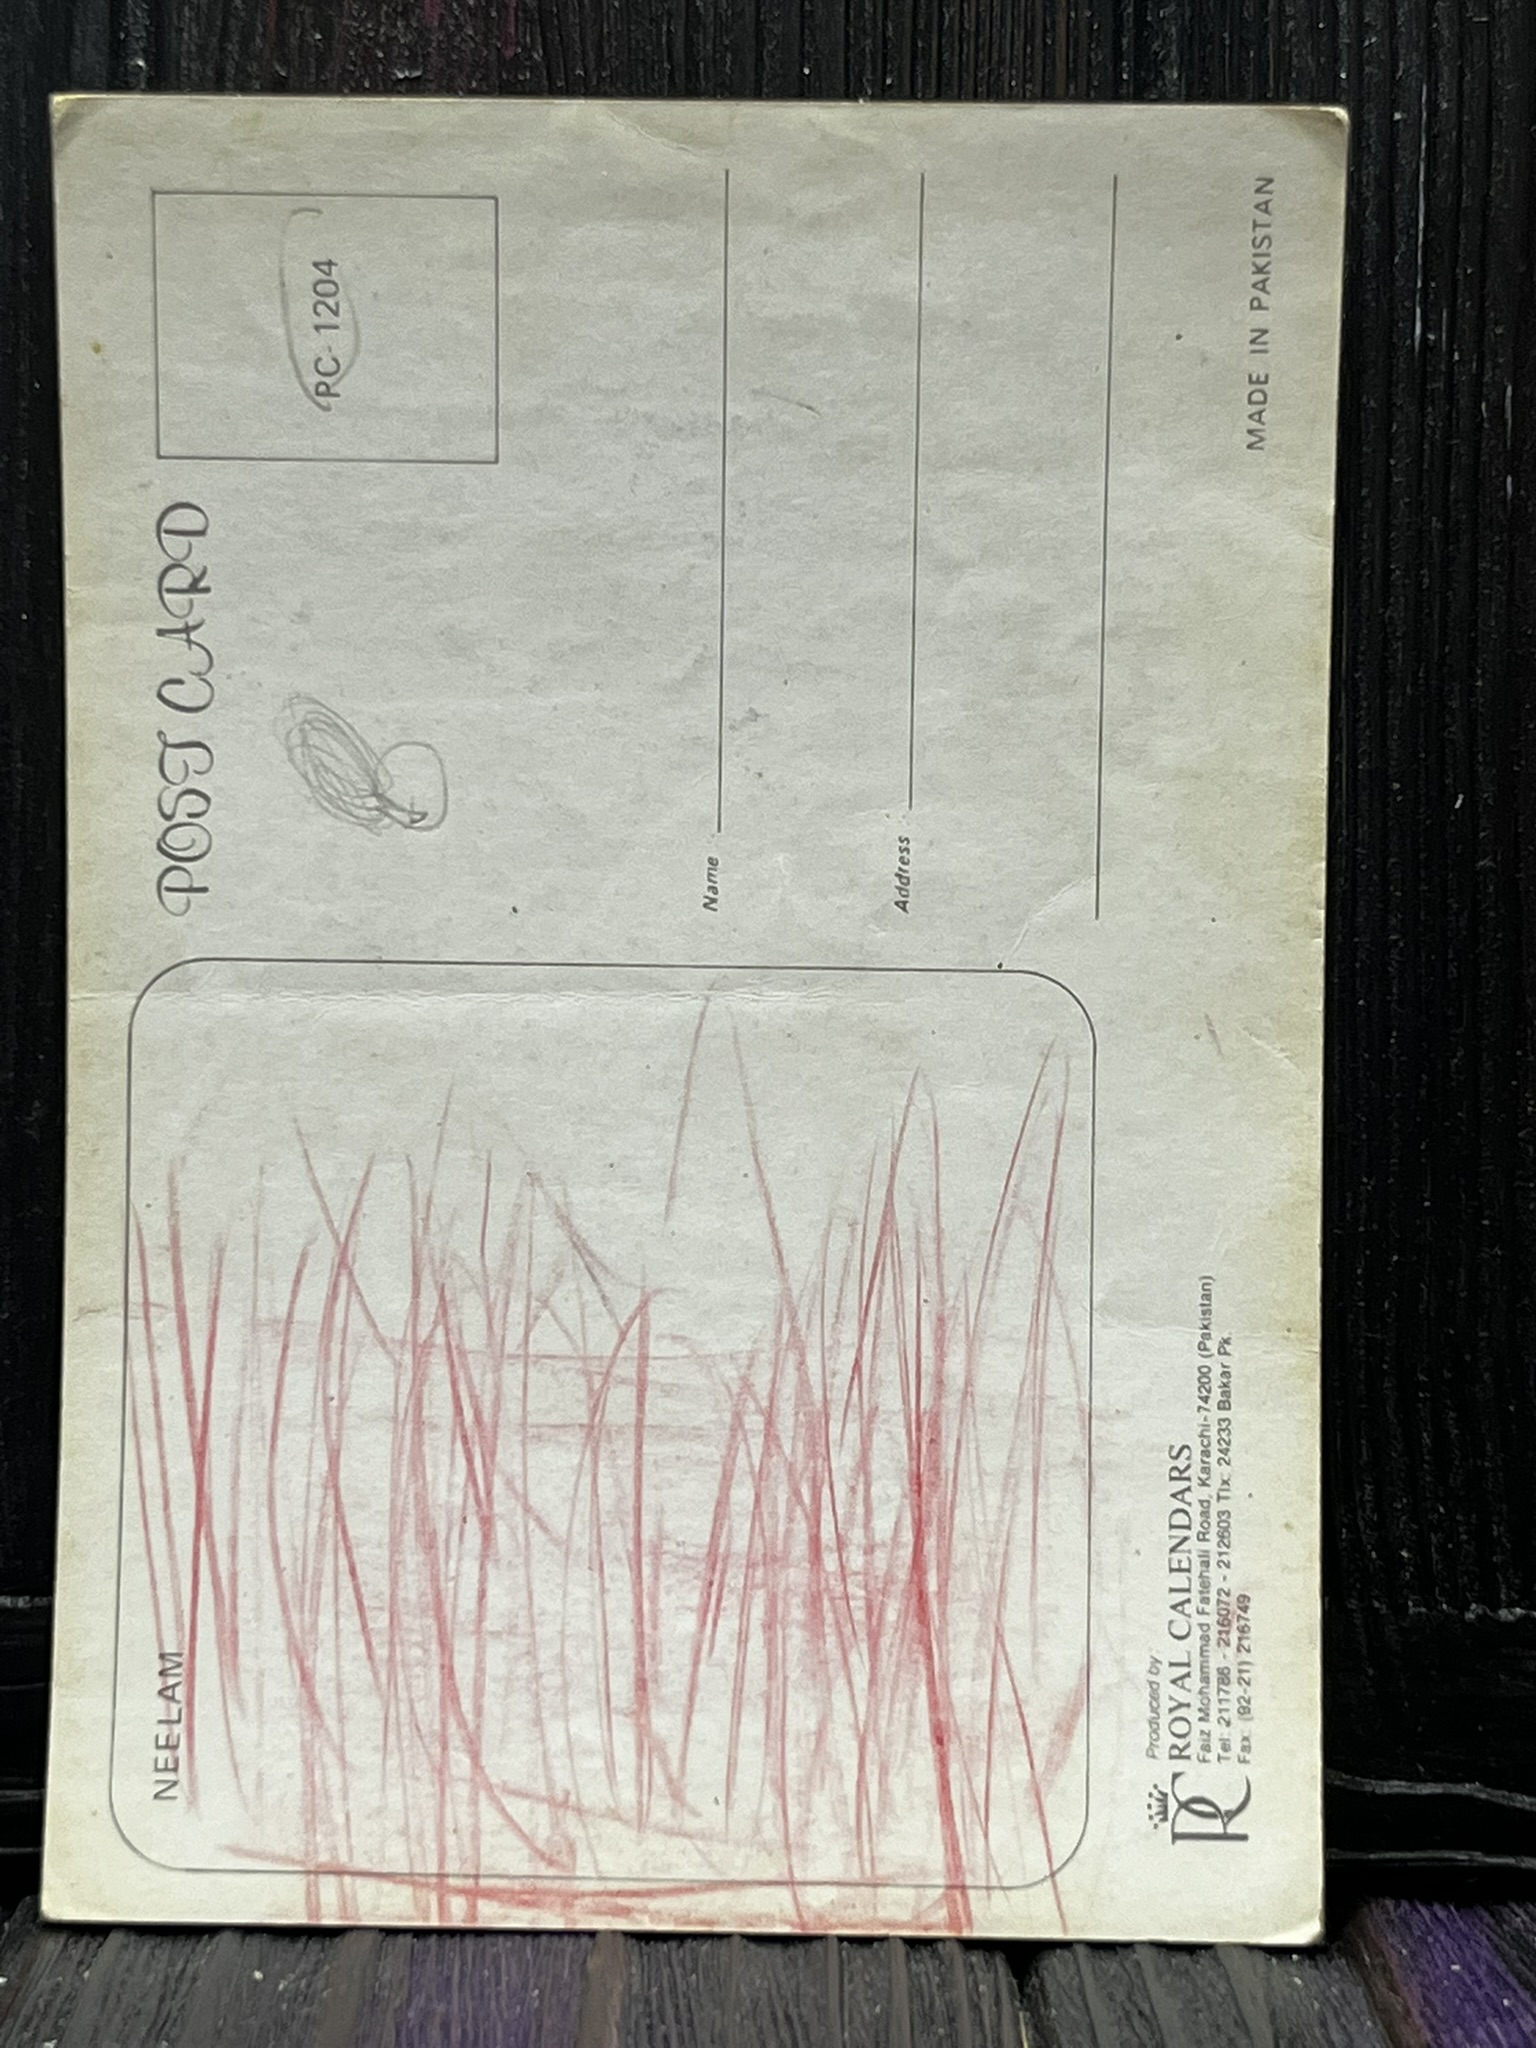 POST CARD
PC-1204
NEELAM
Name
Address
Produced by
RC ROYAL CALENDARS
Faiz Mohammad Fatehali Road, Karachi-74200 (Pakistan)
Tel: 211786 - 216072 - 212603 Tlx: 24233 Bakar Pk.
Fax: (92-21) 216749
MADE IN PAKISTAN